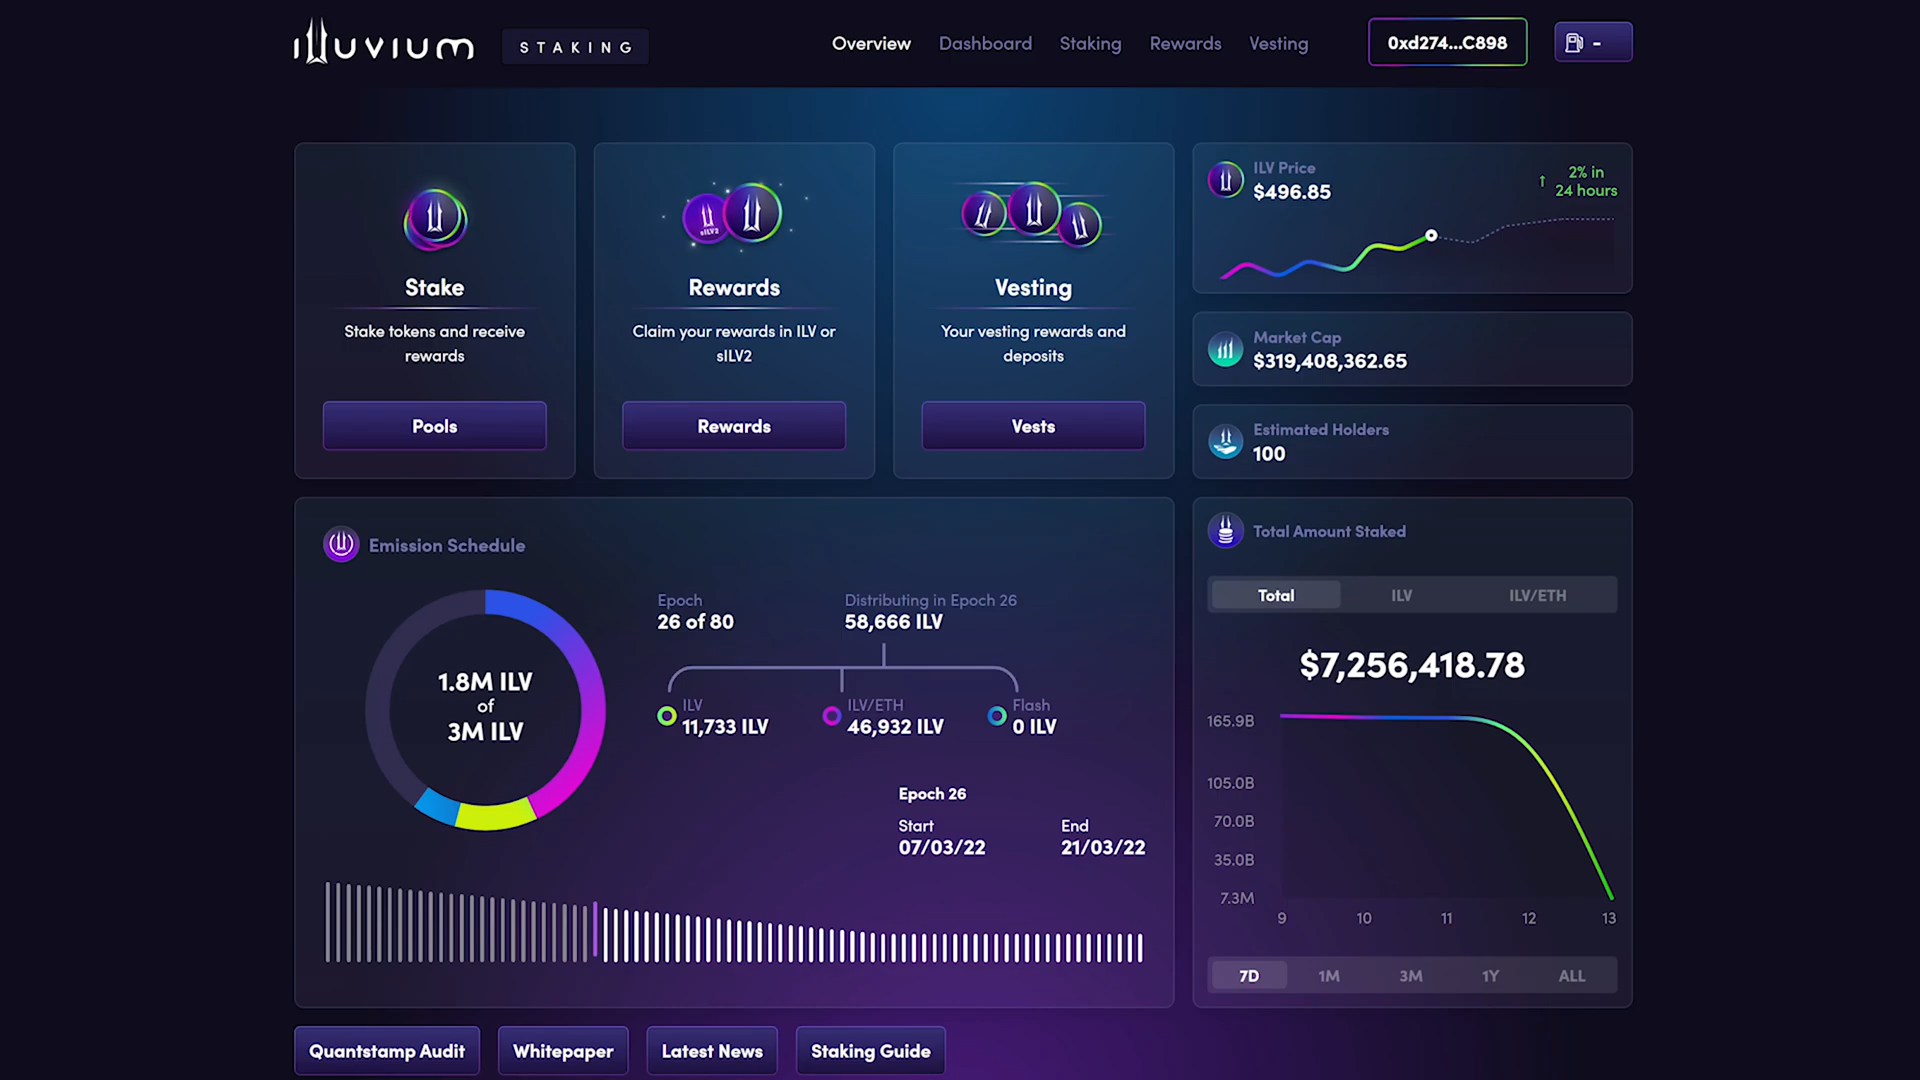 illuvium
STAKING
Overview
Dashboard
Staking
Rewards
Vesting
0xd274...C898
-
Stake
Stake tokens and receive
rewards
Pools
sILV2
Rewards
Claim your rewards in ILV or
sILV2
Rewards
Vesting
Your vesting rewards and
deposits
Vests
ILV Price
$496.85
↑ 2% in
24 hours
Market Cap
$319,408,362.65
Estimated Holders
100
Emission Schedule
1.8M ILV
of
3M ILV
Epoch
26 of 80
Distributing in Epoch 26
58,666 ILV
ILV
11,733 ILV
ILV/ETH
46,932 ILV
Flash
0 ILV
Epoch 26
Start
07/03/22
End
21/03/22
Total Amount Staked
Total
ILV
ILV/ETH
$7,256,418.78
165.9B
105.0B
70.0B
35.0B
7.3M
9
10
11
12
13
7D
1M
3M
1Y
ALL
Quantstamp Audit
Whitepaper
Latest News
Staking Guide